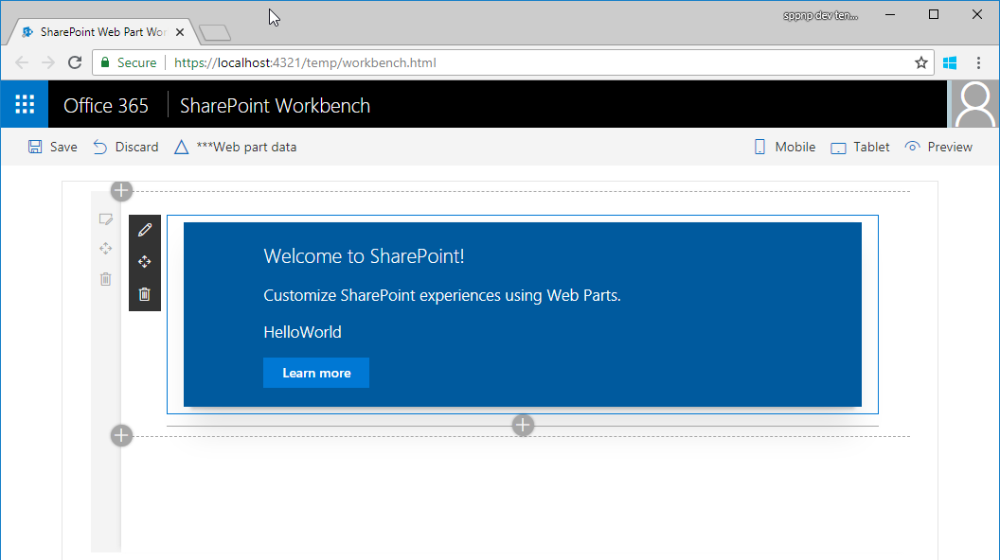 sppnp dev ten...
SharePoint Web Part Wor
Secure https://localhost:4321/temp/workbench.html
Office 365 SharePoint Workbench
Save Discard ***Web part data Mobile Tablet Preview
Welcome to SharePoint!
Customize SharePoint experiences using Web Parts.
HelloWorld
Learn more